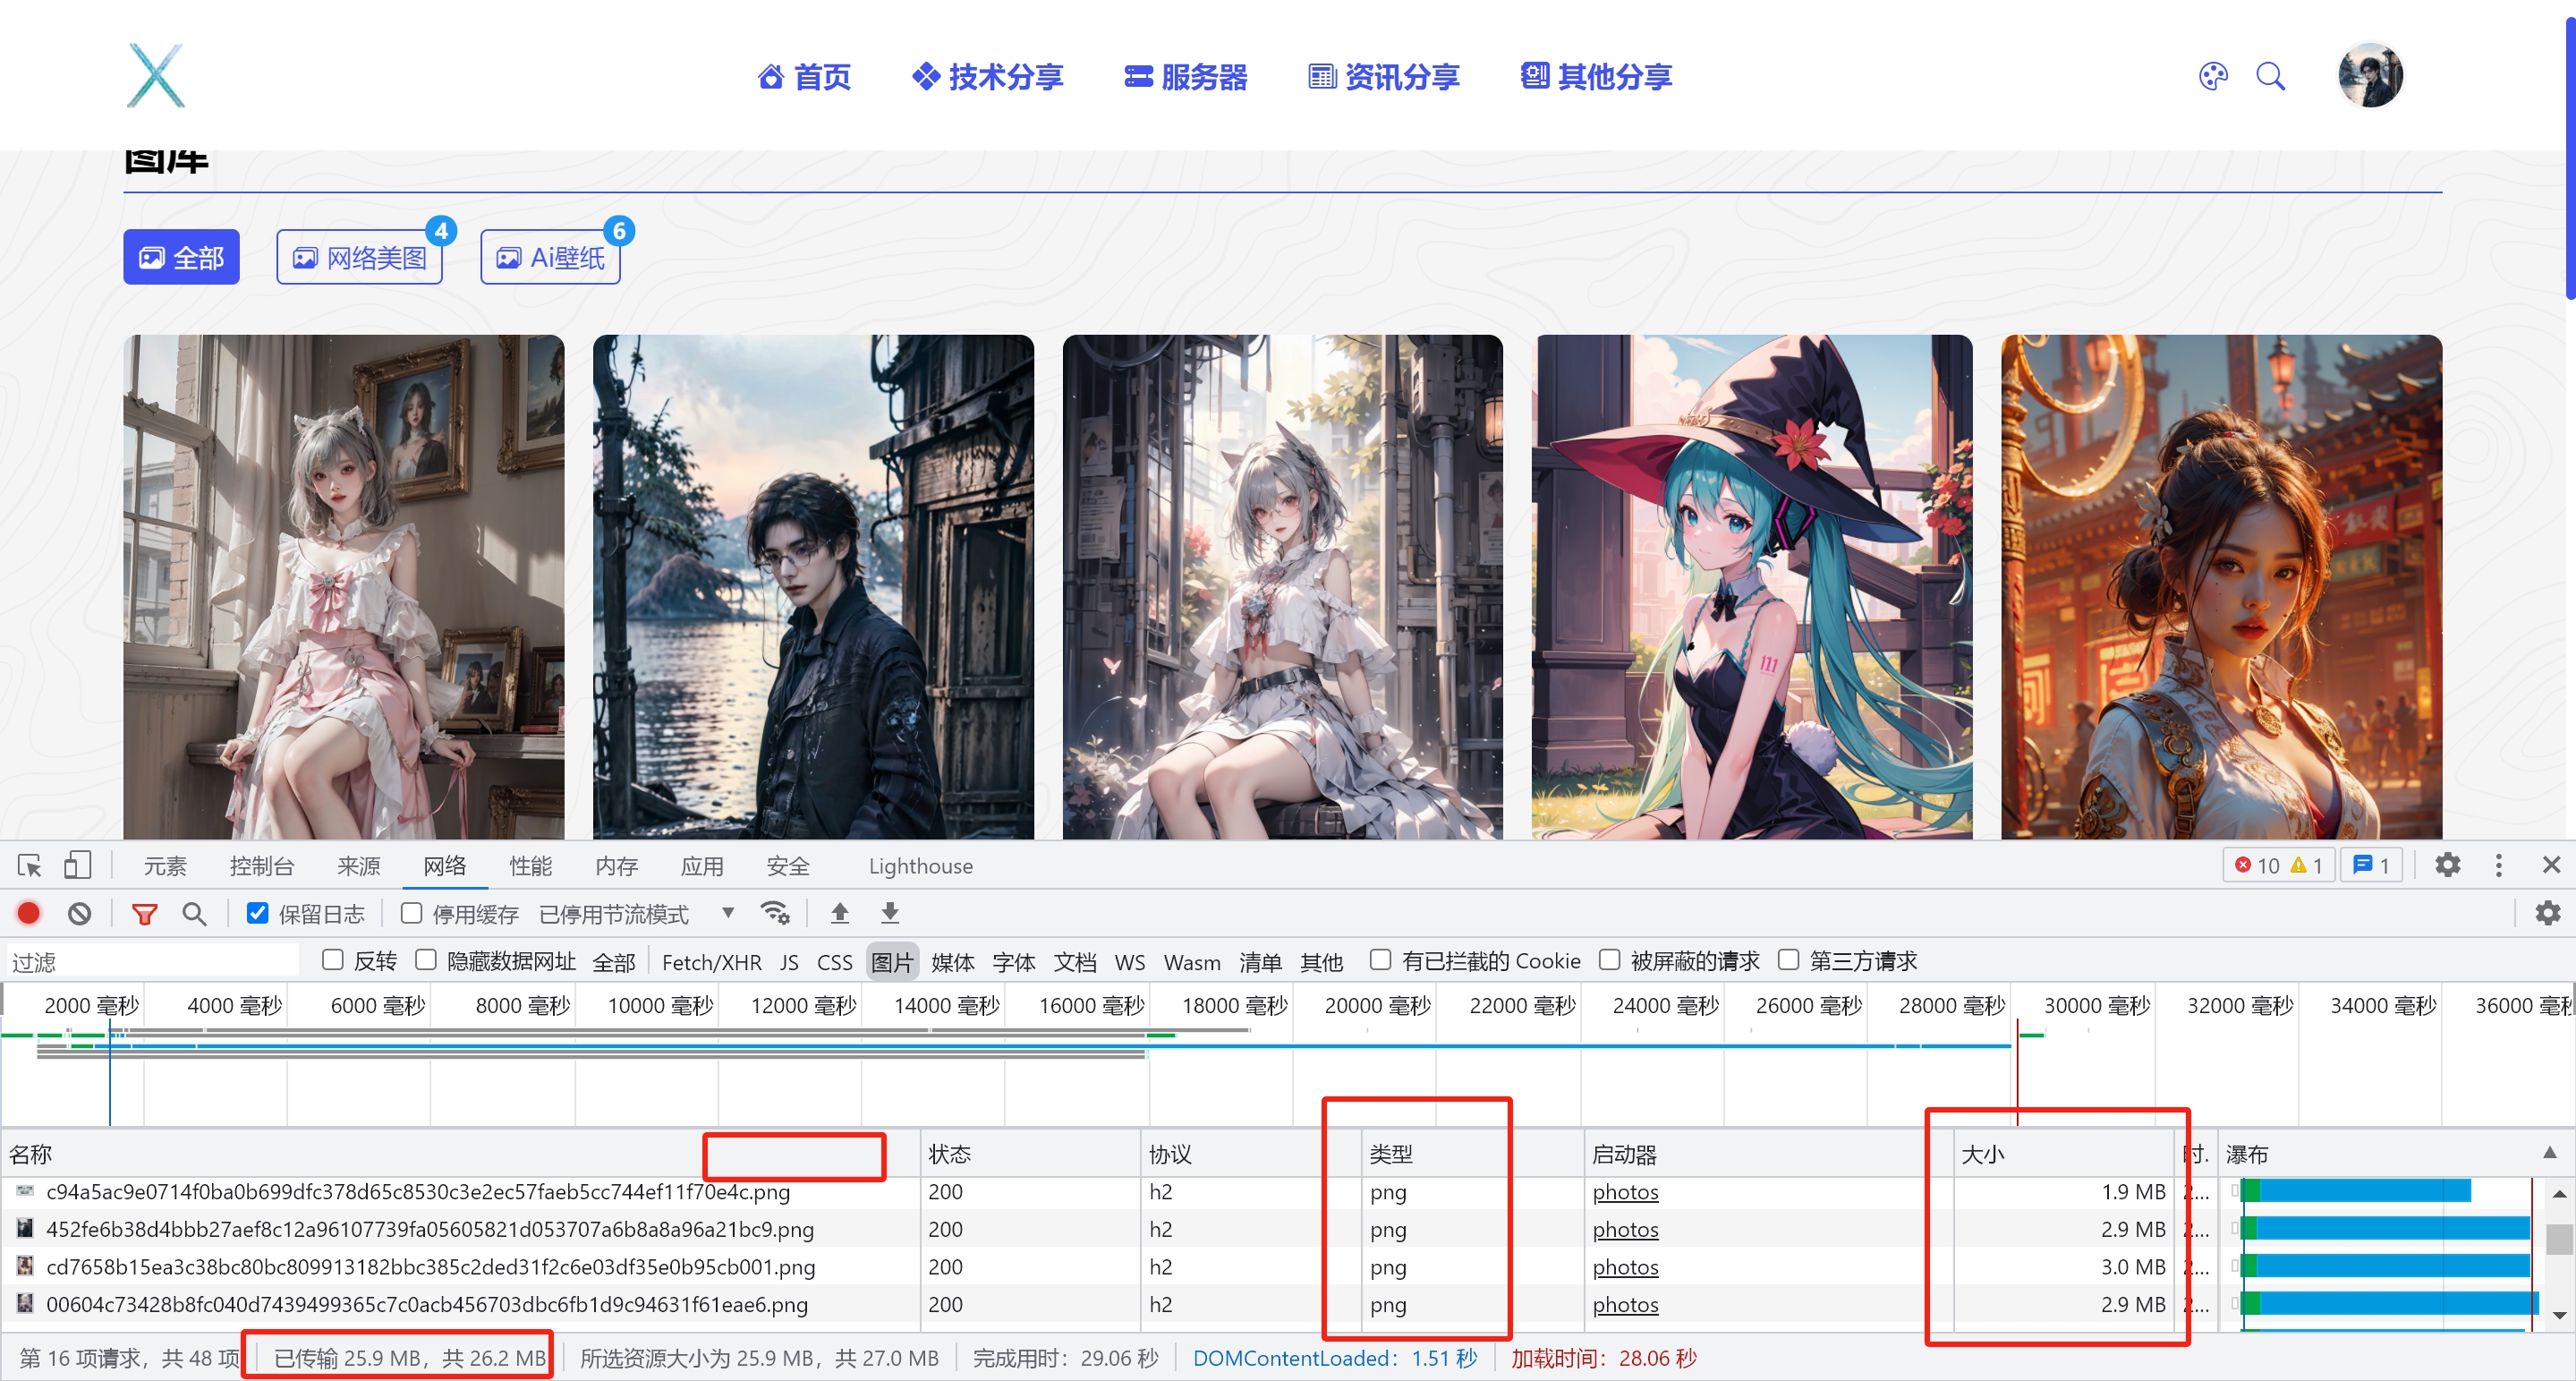 首页 技术分享 服务器 资讯分享 其他分享
图库
全部 网络美图 4 Ai壁纸 6
111
元素 控制台 来源 网络 性能 内存 应用 安全 Lighthouse 10 1 1
保留日志 停用缓存 已停用节流模式
过滤 反转 隐藏数据网址 全部 Fetch/XHR JS CSS 图片 媒体 字体 文档 WS Wasm 清单 其他 有已拦截的 Cookie 被屏蔽的请求 第三方请求
2000 毫秒 4000 毫秒 6000 毫秒 8000 毫秒 10000 毫秒 12000 毫秒 14000 毫秒 16000 毫秒 18000 毫秒 20000 毫秒 22000 毫秒 24000 毫秒 26000 毫秒 28000 毫秒 30000 毫秒 32000 毫秒 34000 毫秒 36000 毫秒
名称 状态 协议 类型 启动器 大小 时. 瀑布
c94a5ac9e0714f0ba0b699dfc378d65c8530c3e2ec57faeb5cc744ef11f70e4c.png 200 h2 png photos 1.9 MB 2...
452fe6b38d4bbb27aef8c12a96107739fa05605821d053707a6b8a8a96a21bc9.png 200 h2 png photos 2.9 MB 2...
cd7658b15ea3c38bc80bc809913182bbc385c2ded31f2c6e03df35e0b95cb001.png 200 h2 png photos 3.0 MB 2...
00604c73428b8fc040d7439499365c7c0acb456703dbc6fb1d9c94631f61eae6.png 200 h2 png photos 2.9 MB 2...
第 16 项请求，共 48 项 已传输 25.9 MB，共 26.2 MB 所选资源大小为 25.9 MB，共 27.0 MB 完成用时：29.06 秒 DOMContentLoaded：1.51 秒 加载时间：28.06 秒